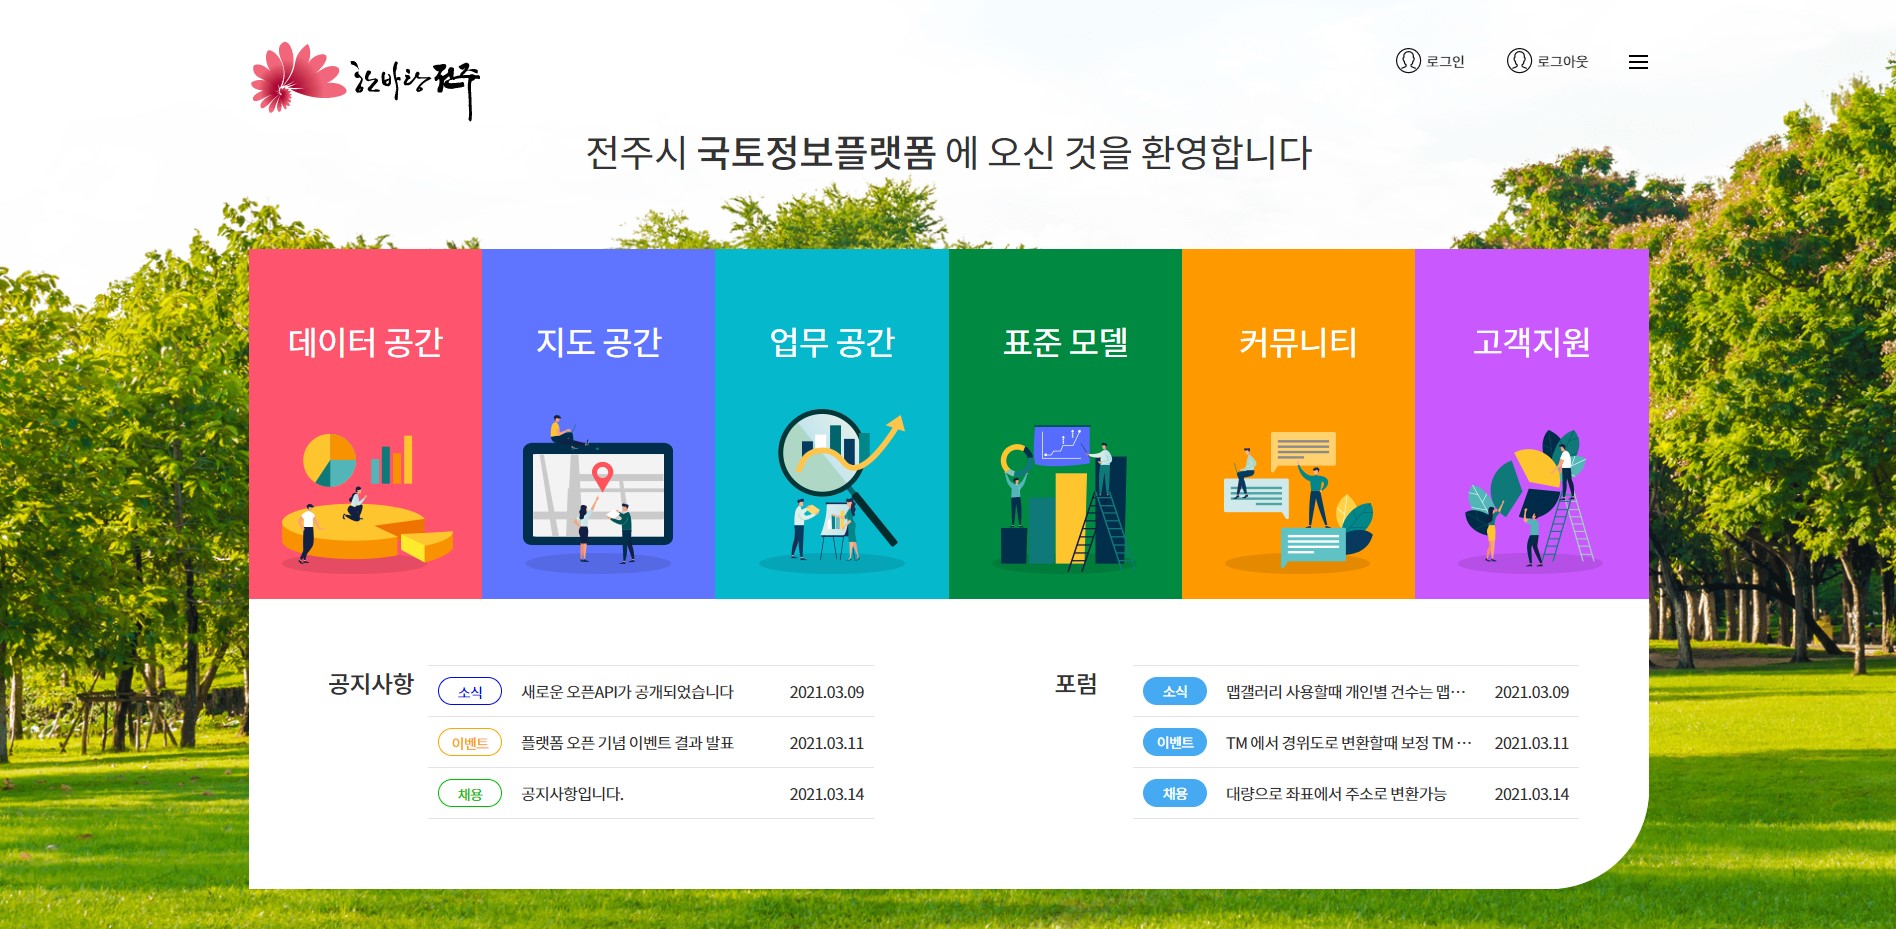 한바탕 전주
로그인
로그아웃
전주시 국토정보플랫폼 에 오신 것을 환영합니다
데이터 공간
지도 공간
업무 공간
표준 모델
커뮤니티
고객지원
공지사항
소식 새로운 오픈API가 공개되었습니다 2021.03.09
이벤트 플랫폼 오픈 기념 이벤트 결과 발표 2021.03.11
채용 공지사항입니다. 2021.03.14
포럼
소식 맵갤러리 사용할때 개인별 건수는 맵… 2021.03.09
이벤트 TM 에서 경위도로 변환할때 보정 TM … 2021.03.11
채용 대량으로 좌표에서 주소로 변환가능 2021.03.14